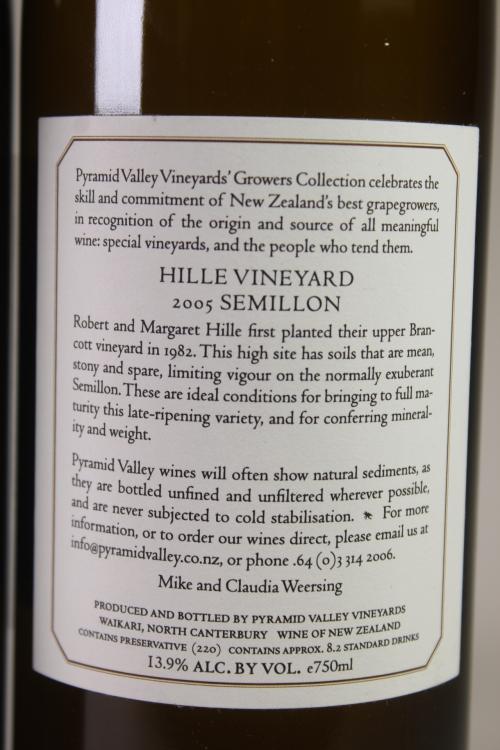 Pyramid Valley Vineyards' Growers Collection celebrates the
skill and commitment of New Zealand's best grapegrowers,
in recognition of the origin and source of all meaningful
wine: special vineyards, and the people who tend them.
HILLE VINEYARD
2005 SEMILLON
Robert and Margaret Hille first planted their upper Bran-
cott vineyard in 1982. This high site has soils that are mean,
stony and spare, limiting vigour on the normally exuberant
Semillon. These are ideal conditions for bringing to full ma-
turity this late-ripening variety, and for conferring mineral-
ity and weight.
Pyramid Valley wines will often show natural sediments, as
they are bottled unfined and unfiltered wherever possible,
and are never subjected to cold stabilisation. * For more
information, or to order our wines direct, please email us at
info@pyramidvalley.co.nz, or phone .64 (0)3 314 2006.
Mike and Claudia Weersing
PRODUCED AND BOTTLED BY PYRAMID VALLEY VINEYARDS
WAIKARI, NORTH CANTERBURY WINE OF NEW ZEALAND
CONTAINS PRESERVATIVE (220) CONTAINS APPROX. 8.2 STANDARD DRINKS
13.9% ALC. BY VOL. e750ml